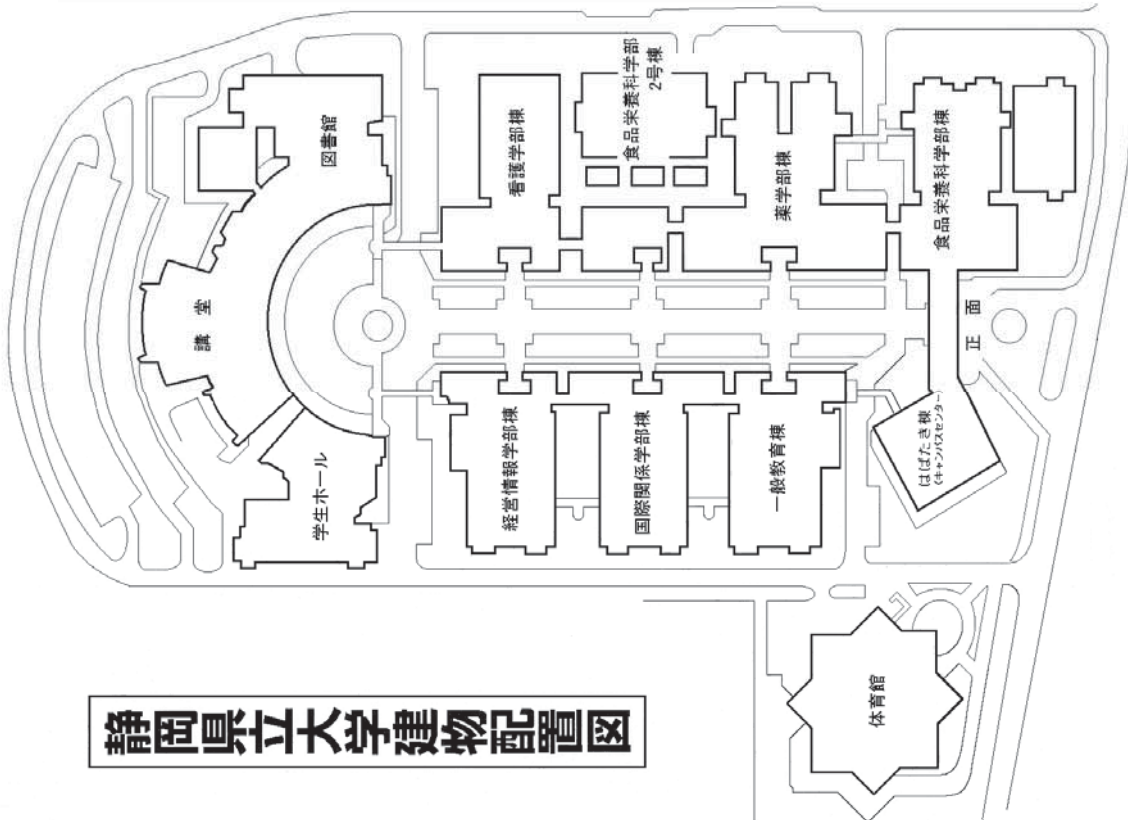 静岡県立大学建物配置図
図書館
講堂
学生ホール
看護学部棟
食品栄養科学部
2号棟
薬学部棟
食品栄養科学部棟
経営情報学部棟
国際関係学部棟
一般教育棟
はばたき棟
(キャンパスセンター)
正面
体育館